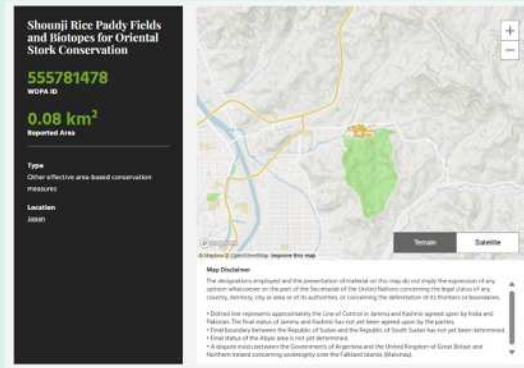 Shounji Rice Paddy Fields
and Biotopes for Oriental
Stork Conservation
555781478
WDPA ID
0.08 km²
Reported Area
Type
Other effective area-based conservation
measures
Location
Japan
+
−
© Mapbox © OpenStreetMap Improve this map
Terrain
Satellite
Map Disclaimer
The designations employed and the presentation of material on this map do not imply the expression of any
opinion whatsoever on the part of the Secretariat of the United Nations concerning the legal status of any
country, territory, city or area or of its authorities, or concerning the delimitation of its frontiers or boundaries.
• Dotted line represents approximately the Line of Control in Jammu and Kashmir agreed upon by India and
Pakistan. The final status of Jammu and Kashmir has not yet been agreed upon by the parties.
• Final boundary between the Republic of Sudan and the Republic of South Sudan has not yet been determined.
• Final status of the Abyei area is not yet determined.
• A dispute exists between the Governments of Argentina and the United Kingdom of Great Britain and
Northern Ireland concerning sovereignty over the Falkland Islands (Malvinas).